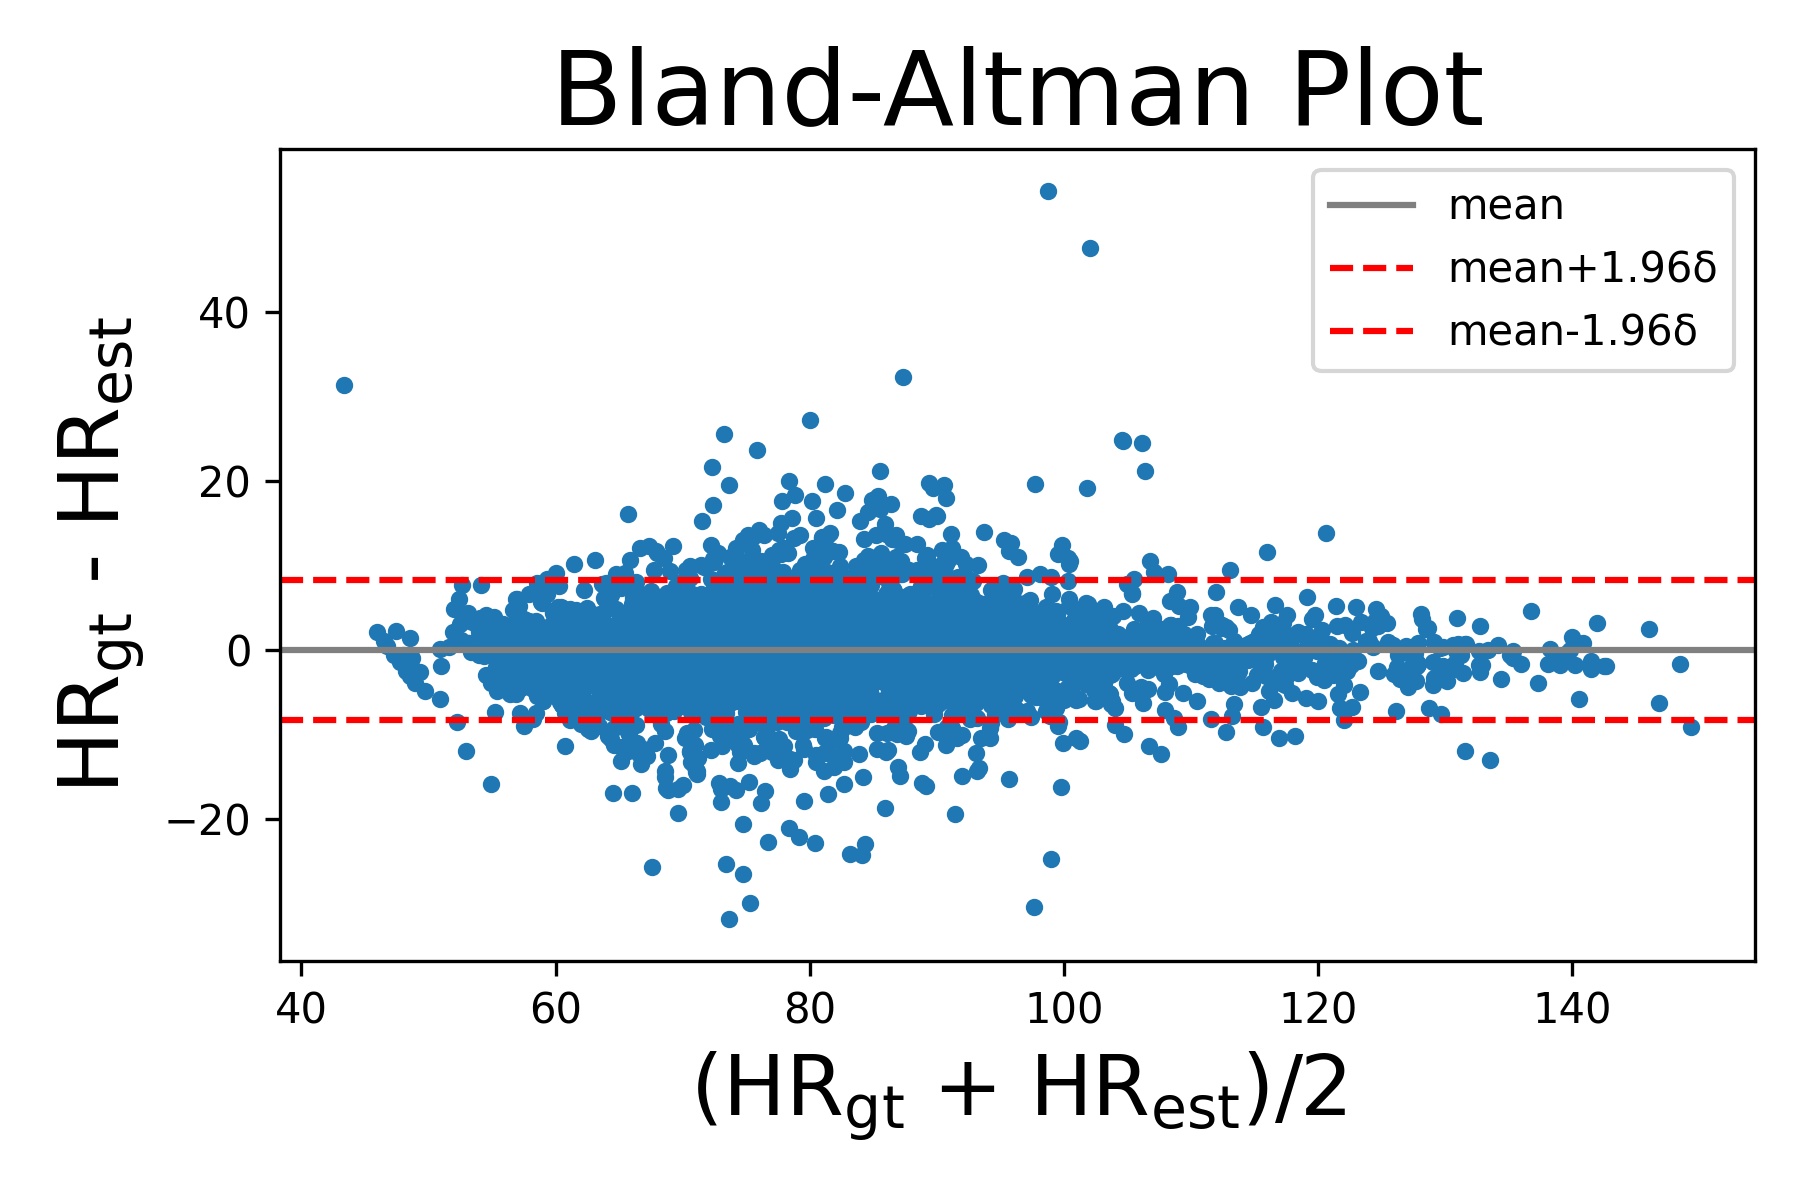 Bland-Altman Plot
mean
mean+1.96δ
mean-1.96δ
HRgt - HRest
40
20
0
−20
40 60 80 100 120 140
(HRgt + HRest)/2